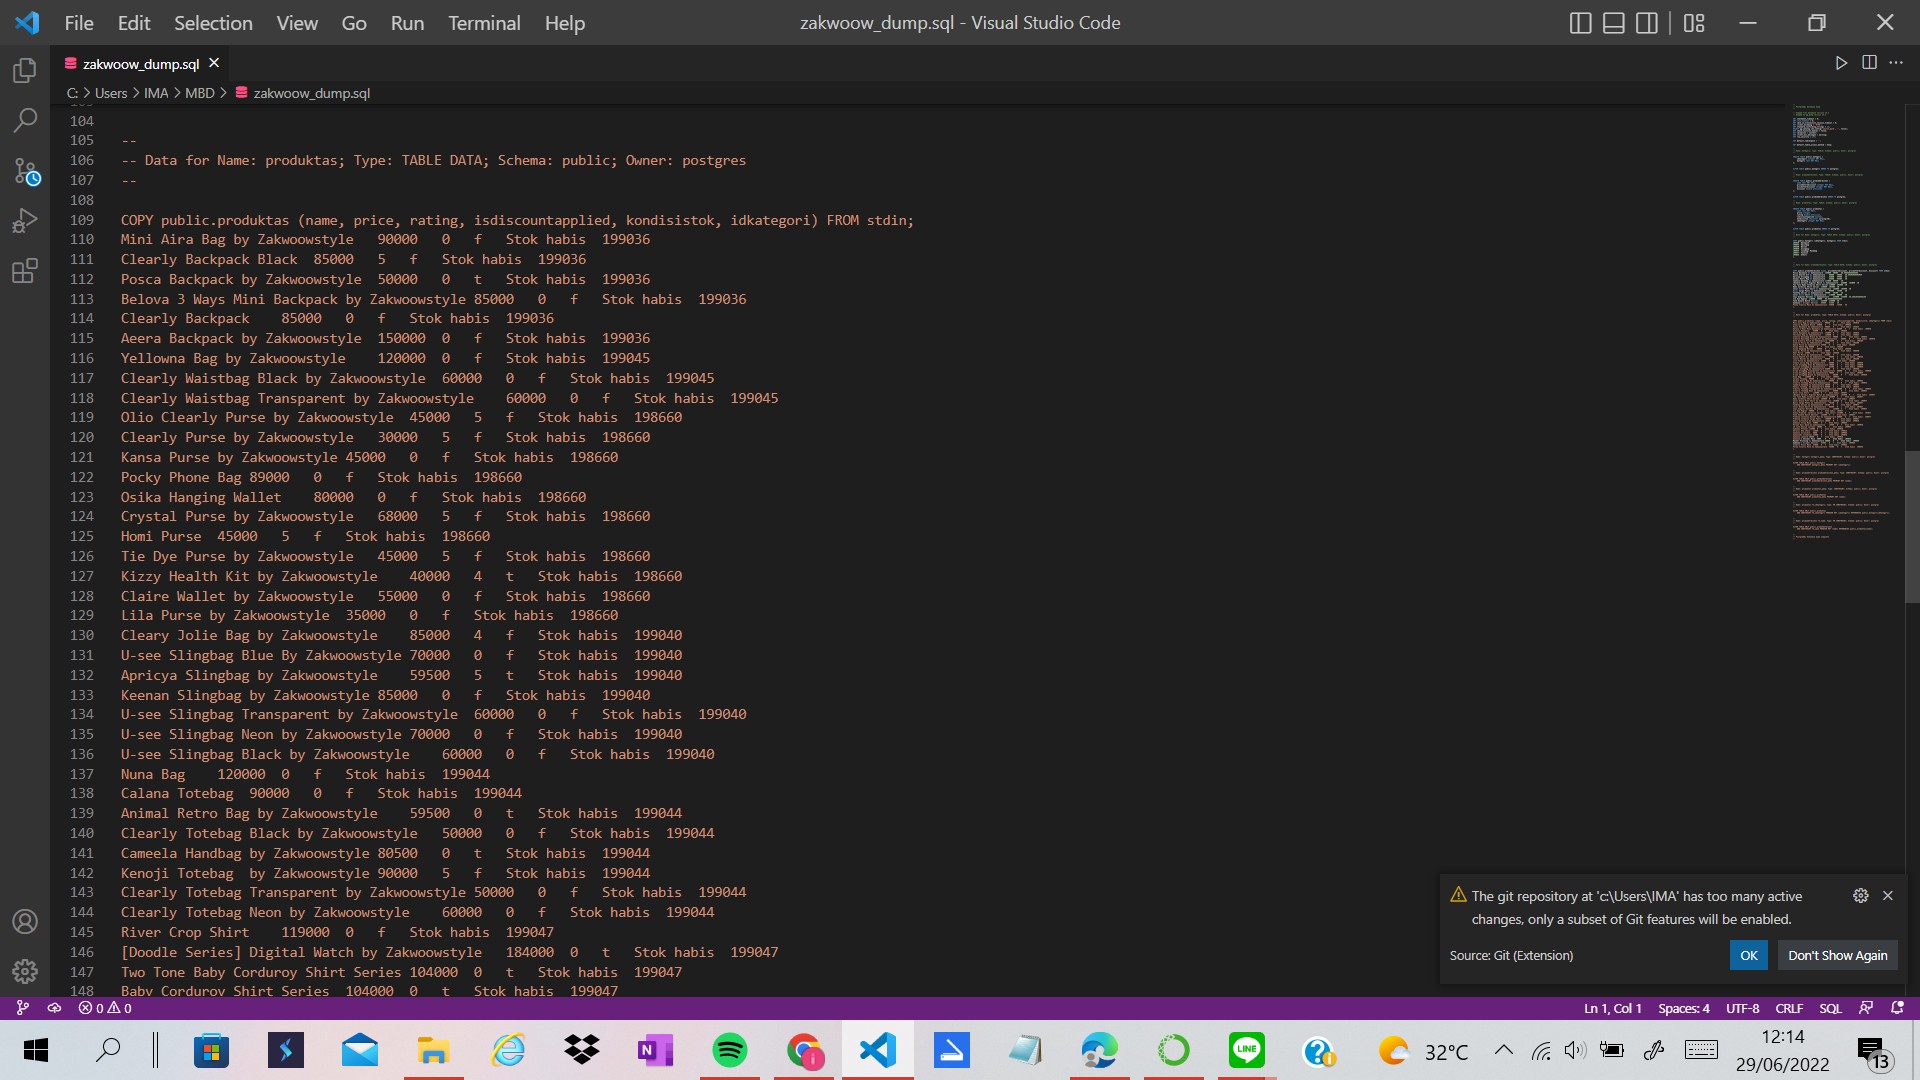 File Edit Selection View Go Run Terminal Help zakwoow_dump.sql - Visual Studio Code
zakwoow_dump.sql
C: > Users > IMA > MBD > zakwoow_dump.sql
104
105 --
106 -- Data for Name: produktas; Type: TABLE DATA; Schema: public; Owner: postgres
107 --
108
109 COPY public.produktas (name, price, rating, isdiscountapplied, kondisistok, idkategori) FROM stdin;
110 Mini Aira Bag by Zakwoowstyle 90000 0 f Stok habis 199036
111 Clearly Backpack Black 85000 5 f Stok habis 199036
112 Posca Backpack by Zakwoowstyle 50000 0 t Stok habis 199036
113 Belova 3 Ways Mini Backpack by Zakwoowstyle 85000 0 f Stok habis 199036
114 Clearly Backpack 85000 0 f Stok habis 199036
115 Aeera Backpack by Zakwoowstyle 150000 0 f Stok habis 199036
116 Yellowna Bag by Zakwoowstyle 120000 0 f Stok habis 199045
117 Clearly Waistbag Black by Zakwoowstyle 60000 0 f Stok habis 199045
118 Clearly Waistbag Transparent by Zakwoowstyle 60000 0 f Stok habis 199045
119 Olio Clearly Purse by Zakwoowstyle 45000 5 f Stok habis 198660
120 Clearly Purse by Zakwoowstyle 30000 5 f Stok habis 198660
121 Kansa Purse by Zakwoowstyle 45000 0 f Stok habis 198660
122 Pocky Phone Bag 89000 0 f Stok habis 198660
123 Osika Hanging Wallet 80000 0 f Stok habis 198660
124 Crystal Purse by Zakwoowstyle 68000 5 f Stok habis 198660
125 Homi Purse 45000 5 f Stok habis 198660
126 Tie Dye Purse by Zakwoowstyle 45000 5 f Stok habis 198660
127 Kizzy Health Kit by Zakwoowstyle 40000 4 t Stok habis 198660
128 Claire Wallet by Zakwoowstyle 55000 0 f Stok habis 198660
129 Lila Purse by Zakwoowstyle 35000 0 f Stok habis 198660
130 Cleary Jolie Bag by Zakwoowstyle 85000 4 f Stok habis 199040
131 U-see Slingbag Blue By Zakwoowstyle 70000 0 f Stok habis 199040
132 Apricya Slingbag by Zakwoowstyle 59500 5 t Stok habis 199040
133 Keenan Slingbag by Zakwoowstyle 85000 0 f Stok habis 199040
134 U-see Slingbag Transparent by Zakwoowstyle 60000 0 f Stok habis 199040
135 U-see Slingbag Neon by Zakwoowstyle 70000 0 f Stok habis 199040
136 U-see Slingbag Black by Zakwoowstyle 60000 0 f Stok habis 199040
137 Nuna Bag 120000 0 f Stok habis 199044
138 Calana Totebag 90000 0 f Stok habis 199044
139 Animal Retro Bag by Zakwoowstyle 59500 0 t Stok habis 199044
140 Clearly Totebag Black by Zakwoowstyle 50000 0 f Stok habis 199044
141 Cameela Handbag by Zakwoowstyle 80500 0 t Stok habis 199044
142 Kenoji Totebag by Zakwoowstyle 90000 5 f Stok habis 199044
143 Clearly Totebag Transparent by Zakwoowstyle 50000 0 f Stok habis 199044
144 Clearly Totebag Neon by Zakwoowstyle 60000 0 f Stok habis 199044
145 River Crop Shirt 119000 0 f Stok habis 199047
146 [Doodle Series] Digital Watch by Zakwoowstyle 184000 0 t Stok habis 199047
147 Two Tone Baby Corduroy Shirt Series 104000 0 t Stok habis 199047
148 Baby Corduroy Shirt Series 104000 0 t Stok habis 199047
The git repository at 'c:\Users\IMA' has too many active
changes, only a subset of Git features will be enabled.
Source: Git (Extension) OK Don't Show Again
0 0 Ln 1, Col 1 Spaces: 4 UTF-8 CRLF SQL
N LINE 32°C 12:14
29/06/2022 13